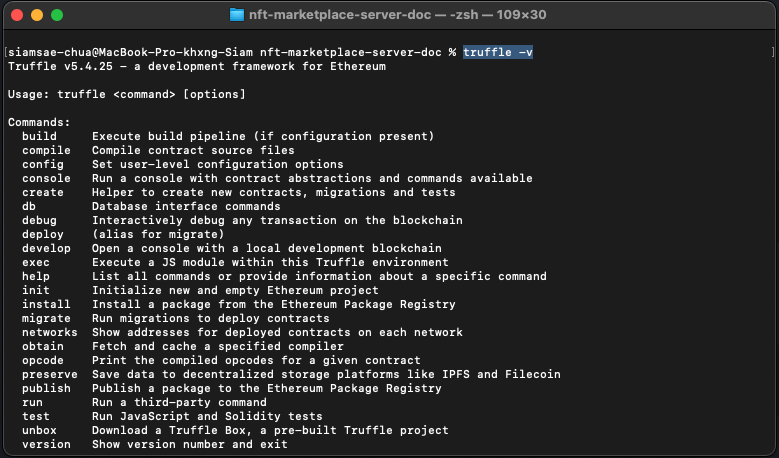 nft-marketplace-server-doc — -zsh — 109×30
[siamsae-chua@MacBook-Pro-khxng-Siam nft-marketplace-server-doc % truffle -v ]
Truffle v5.4.25 - a development framework for Ethereum
Usage: truffle <command> [options]
Commands:
build Execute build pipeline (if configuration present)
compile Compile contract source files
config Set user-level configuration options
console Run a console with contract abstractions and commands available
create Helper to create new contracts, migrations and tests
db Database interface commands
debug Interactively debug any transaction on the blockchain
deploy (alias for migrate)
develop Open a console with a local development blockchain
exec Execute a JS module within this Truffle environment
help List all commands or provide information about a specific command
init Initialize new and empty Ethereum project
install Install a package from the Ethereum Package Registry
migrate Run migrations to deploy contracts
networks Show addresses for deployed contracts on each network
obtain Fetch and cache a specified compiler
opcode Print the compiled opcodes for a given contract
preserve Save data to decentralized storage platforms like IPFS and Filecoin
publish Publish a package to the Ethereum Package Registry
run Run a third-party command
test Run JavaScript and Solidity tests
unbox Download a Truffle Box, a pre-built Truffle project
version Show version number and exit